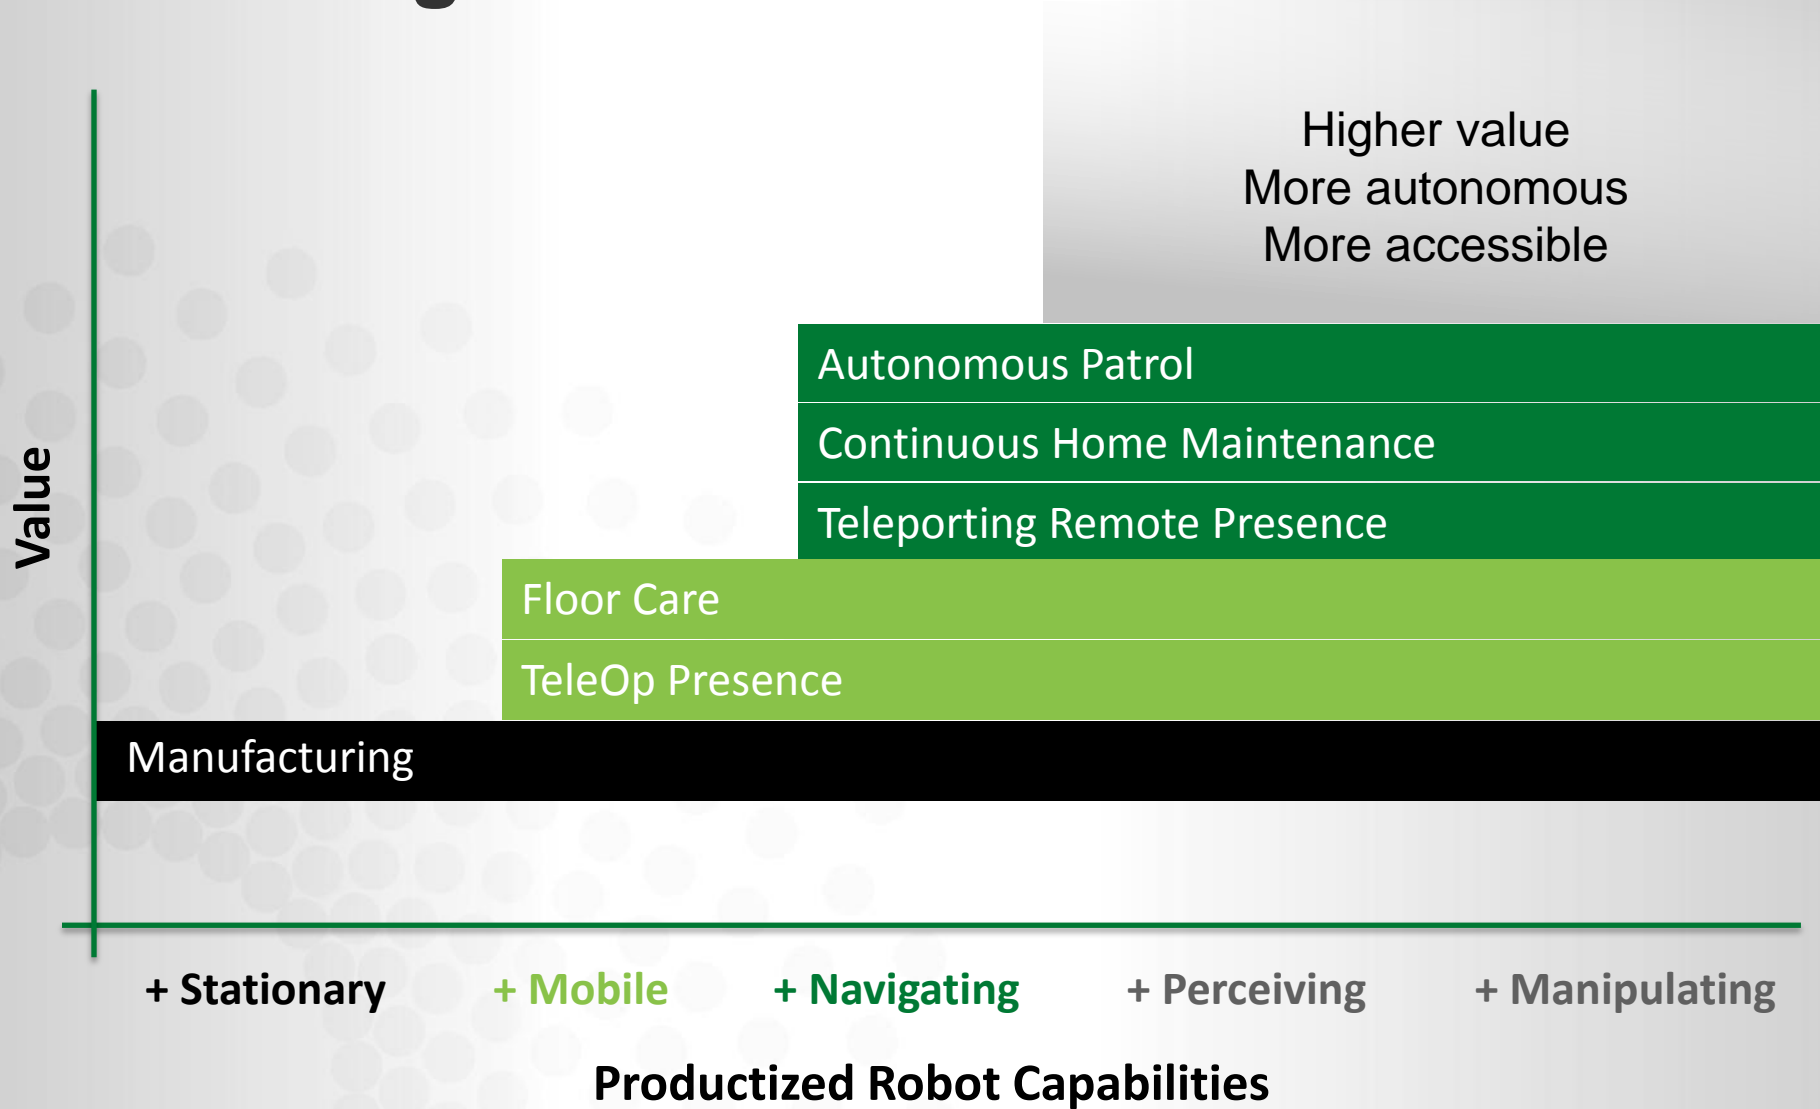 Higher value
More autonomous
More accessible
Autonomous Patrol
Continuous Home Maintenance
Teleporting Remote Presence
Floor Care
TeleOp Presence
Manufacturing
Value
+ Stationary + Mobile + Navigating + Perceiving + Manipulating
Productized Robot Capabilities